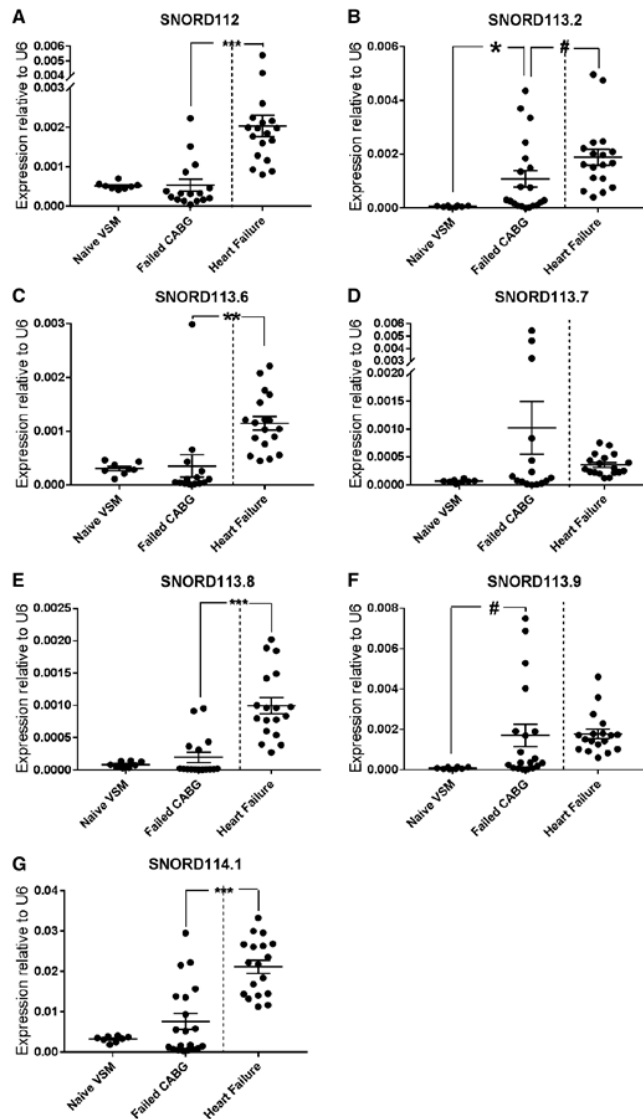 A
SNORD112
Expression relative to U6
0.006
0.005
0.004
0.003
0.002
0.001
0.000
***
Naive VSM
Failed CABG
Heart Failure
B
SNORD113.2
Expression relative to U6
0.006
0.004
0.002
0.000
*
#
Naive VSM
Failed CABG
Heart Failure
C
SNORD113.6
Expression relative to U6
0.003
0.002
0.001
0.000
**
Naive VSM
Failed CABG
Heart Failure
D
SNORD113.7
Expression relative to U6
0.006
0.005
0.004
0.003
0.0020
0.0015
0.0010
0.0005
0.0000
Naive VSM
Failed CABG
Heart Failure
E
SNORD113.8
Expression relative to U6
0.0025
0.0020
0.0015
0.0010
0.0005
0.0000
***
Naive VSM
Failed CABG
Heart Failure
F
SNORD113.9
Expression relative to U6
0.008
0.006
0.004
0.002
0.000
#
Naive VSM
Failed CABG
Heart Failure
G
SNORD114.1
Expression relative to U6
0.04
0.03
0.02
0.01
0.00
***
Naive VSM
Failed CABG
Heart Failure